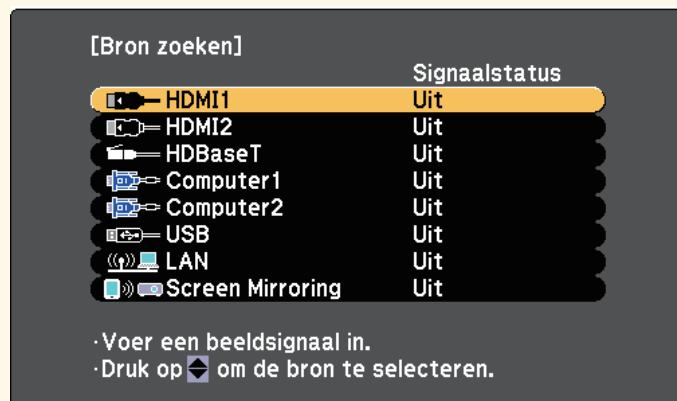 [Bron zoeken]
Signaalstatus
HDMI1 Uit
HDMI2 Uit
HDBaseT Uit
Computer1 Uit
Computer2 Uit
USB Uit
LAN Uit
Screen Mirroring Uit
·Voer een beeldsignaal in.
·Druk op om de bron te selecteren.